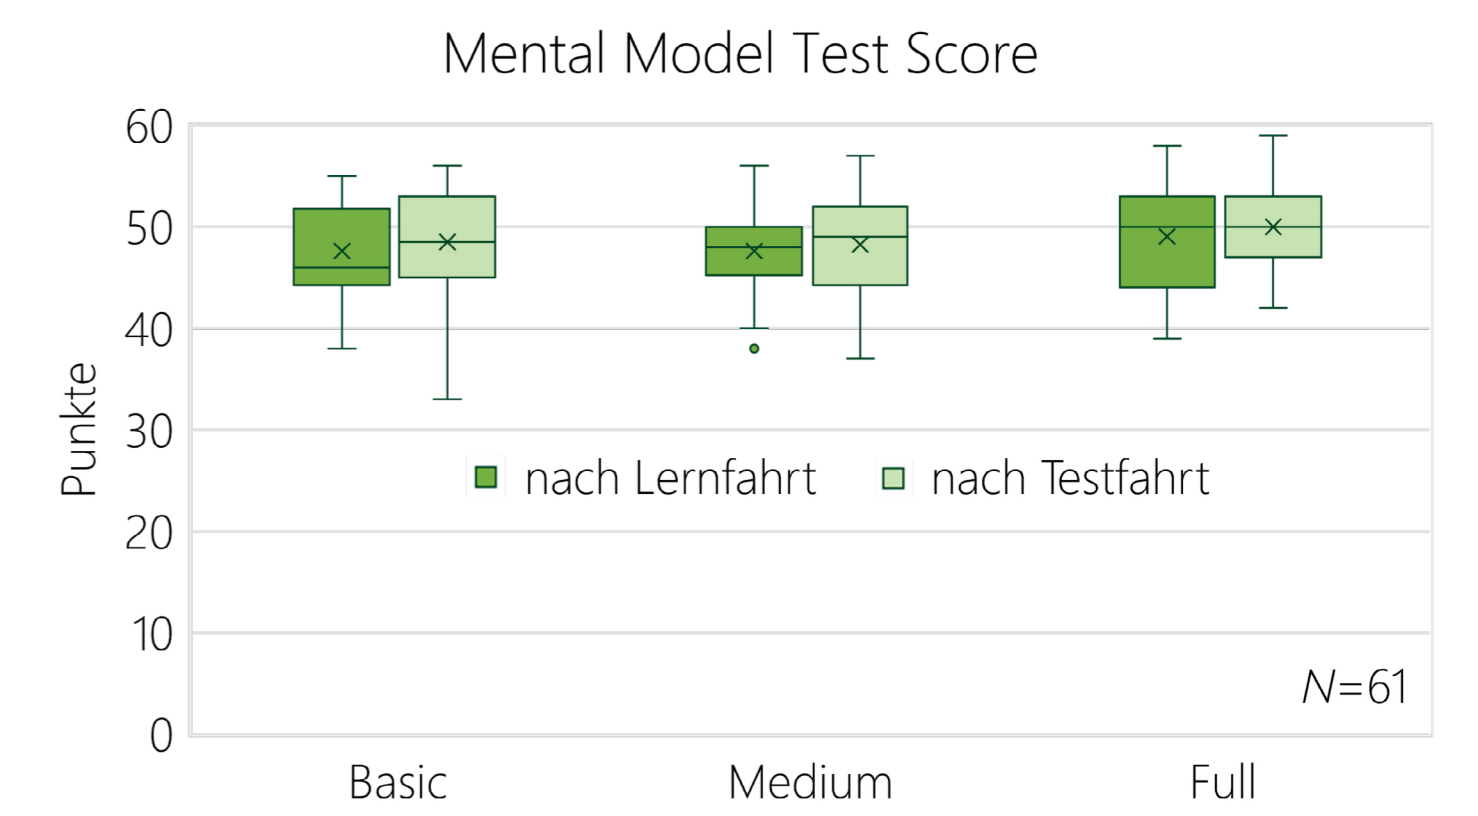 Mental Model Test Score
60
50
40
30
20
10
0
Punkte
nach Lernfahrt
nach Testfahrt
N=61
Basic
Medium
Full